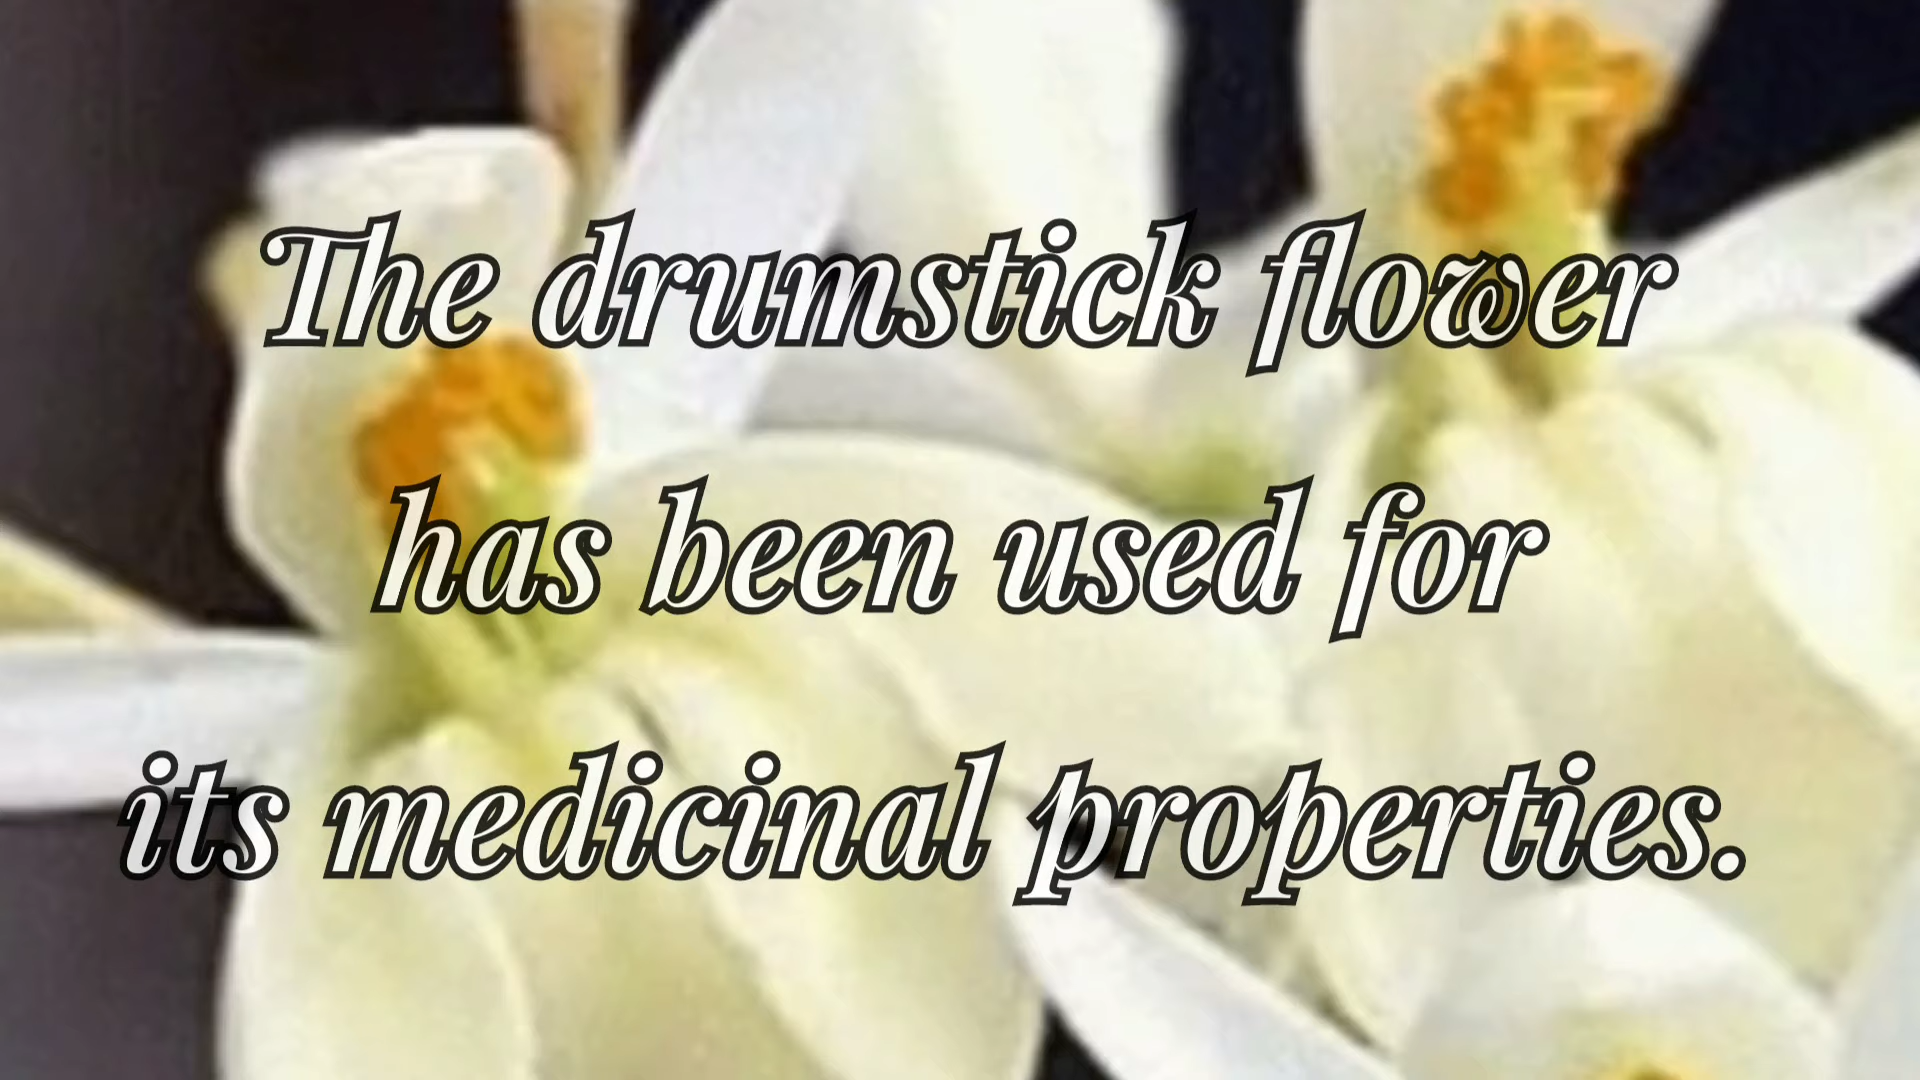 The drumstick flower
has been used for
its medicinal properties.